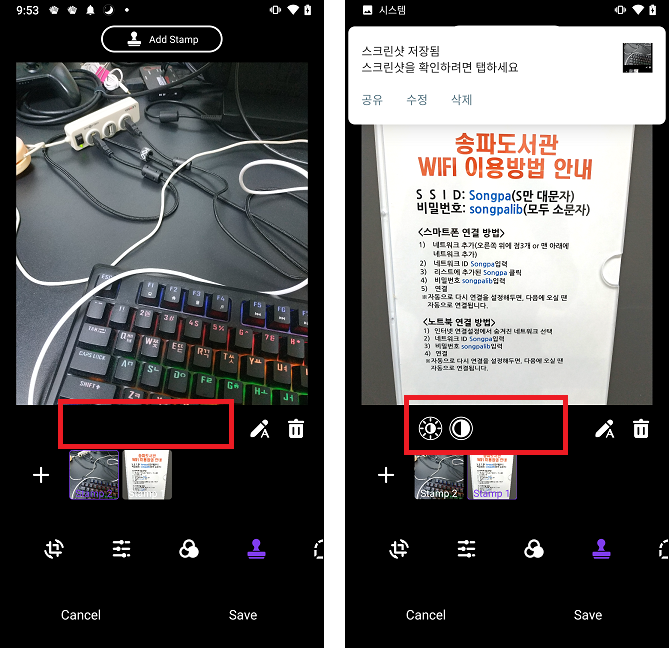 9:53
Add Stamp
ESC
F1
F2
F3
F4
F5
TAB
CAPS LOCK
SHIFT
Stamp 2
Cancel
Save
시스템
스크린샷 저장됨
스크린샷을 확인하려면 탭하세요
공유 수정 삭제
송파도서관
WIFI 이용방법 안내
S S I D: Songpa(S만 대문자)
비밀번호: songpalib(모두 소문자)
<스마트폰 연결 방법>
1) 네트워크 추가(오른쪽 위에 점3개 or 맨 아래에
네트워크 추가)
2) 네트워크 ID Songpa입력
3) 리스트에 추가된 Songpa 클릭
4) 비밀번호 songpalib입력
5) 연결
※자동으로 다시 연결을 설정해두면, 다음에 오실 땐
자동으로 연결됩니다.
<노트북 연결 방법>
1) 인터넷 연결설정에서 숨겨진 네트워크 선택
2) 네트워크 ID Songpa입력
3) 비밀번호 songpalib입력
4) 연결
※자동으로 다시 연결을 설정해두면, 다음에 오실 땐
자동으로 연결됩니다.
Stamp 2 Stamp 1
Cancel
Save